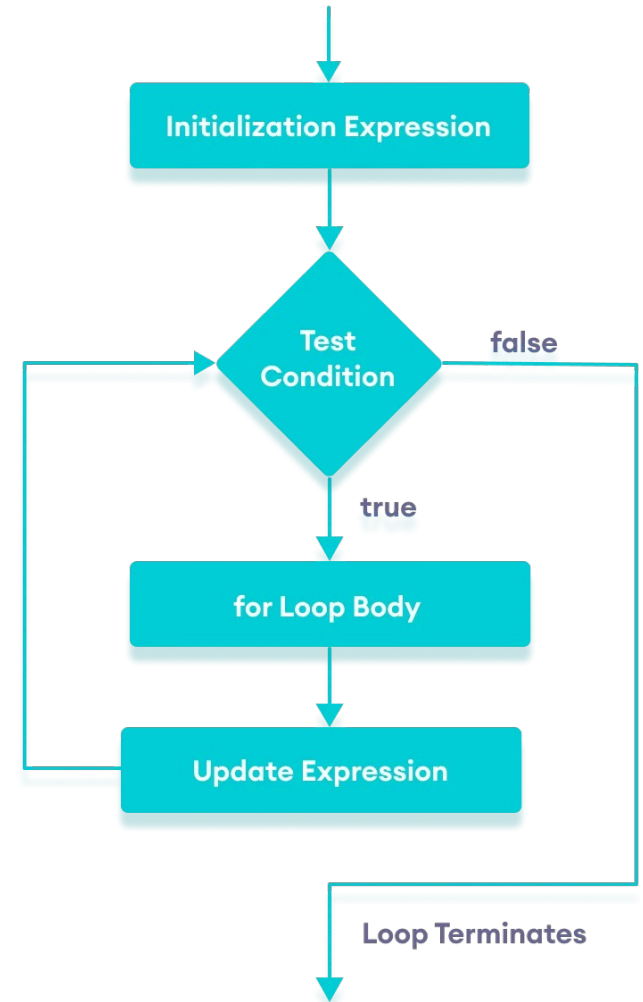 Initialization Expression
Test
Condition
false
true
for Loop Body
Update Expression
Loop Terminates